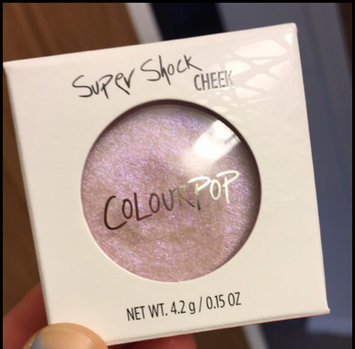 Super Shock
CHEEK
COLOURPOP
NET WT. 4.2 g / 0.15 OZ